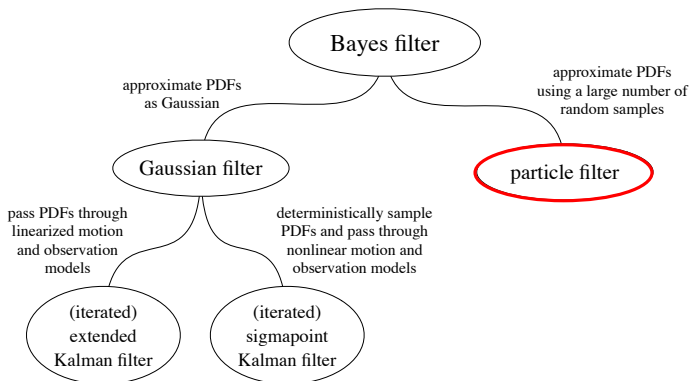 Bayes filter
approximate PDFs
as Gaussian
approximate PDFs
using a large number of
random samples
Gaussian filter
particle filter
pass PDFs through
linearized motion
and observation
models
deterministically sample
PDFs and pass through
nonlinear motion and
observation models
(iterated)
extended
Kalman filter
(iterated)
sigmapoint
Kalman filter